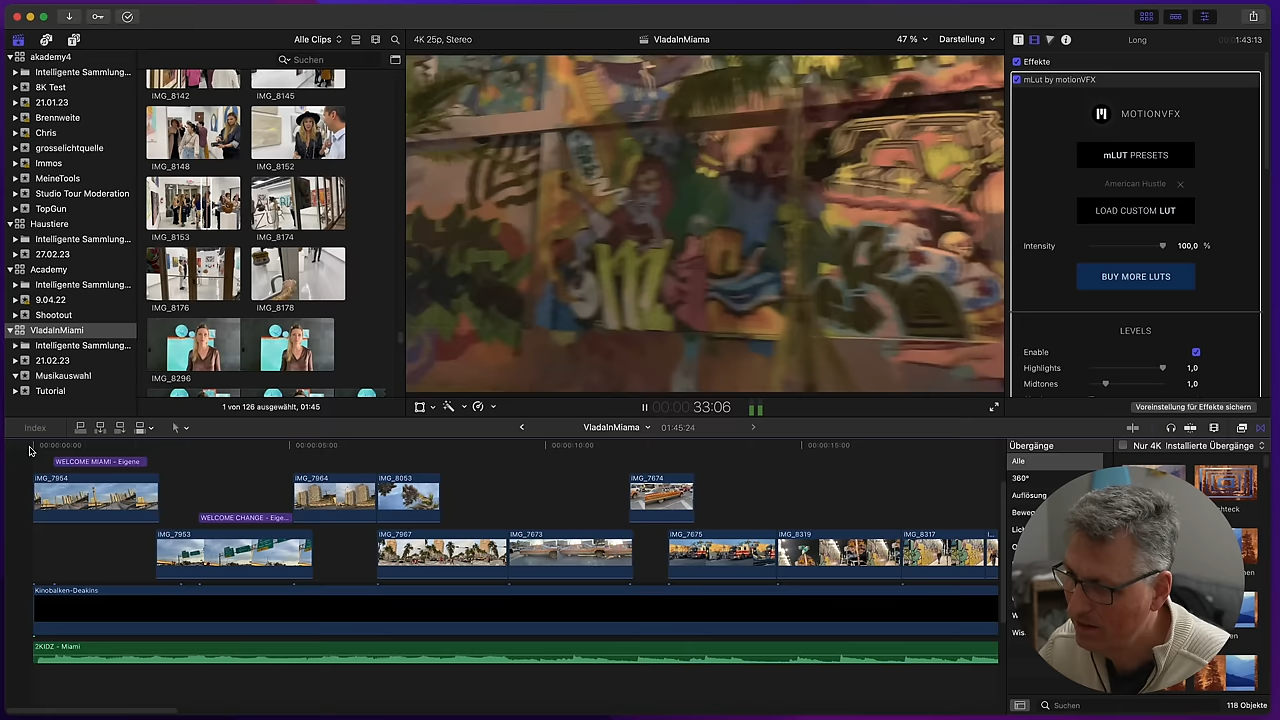 Alle Clips
Suchen
4K 25p, Stereo
VladaInMiama
47 %
Darstellung
Long
1:43:13
akademy4
Intelligente Sammlung...
8K Test
21.01.23
Brennweite
Chris
grosselichtquelle
Immos
MeineTools
Studio Tour Moderation
TopGun
Haustiere
Intelligente Sammlung...
27.02.23
Academy
Intelligente Sammlung...
9.04.22
Shootout
VladaInMiami
Intelligente Sammlung...
21.02.23
Musikauswahl
Tutorial
IMG_8142
IMG_8145
IMG_8148
IMG_8152
IMG_8153
IMG_8174
IMG_8176
IMG_8178
IMG_8296
1 von 126 ausgewählt, 01:45
00:00:00
33:06
Effekte
mLut by motionVFX
MOTIONVFX
mLUT PRESETS
American Hustle
LOAD CUSTOM LUT
Intensity
100,0 %
BUY MORE LUTS
LEVELS
Enable
Highlights
1,0
Midtones
1,0
Voreinstellung für Effekte sichern
Index
VladaInMiama
01:45:24
00:00:00:00
00:00:05:00
00:00:10:00
00:00:15:00
WELCOME MIAMI - Eigene
IMG_7954
IMG_7964
IMG_8053
IMG_7674
WELCOME CHANGE - Eige...
IMG_7953
IMG_7967
IMG_7673
IMG_7675
IMG_8319
IMG_8317
I...
Kinobalken-Deakins
2KIDZ - Miami
Übergänge
Nur 4K
Installierte Übergänge
Alle
360°
Auflösung
Suchen
118 Objekte